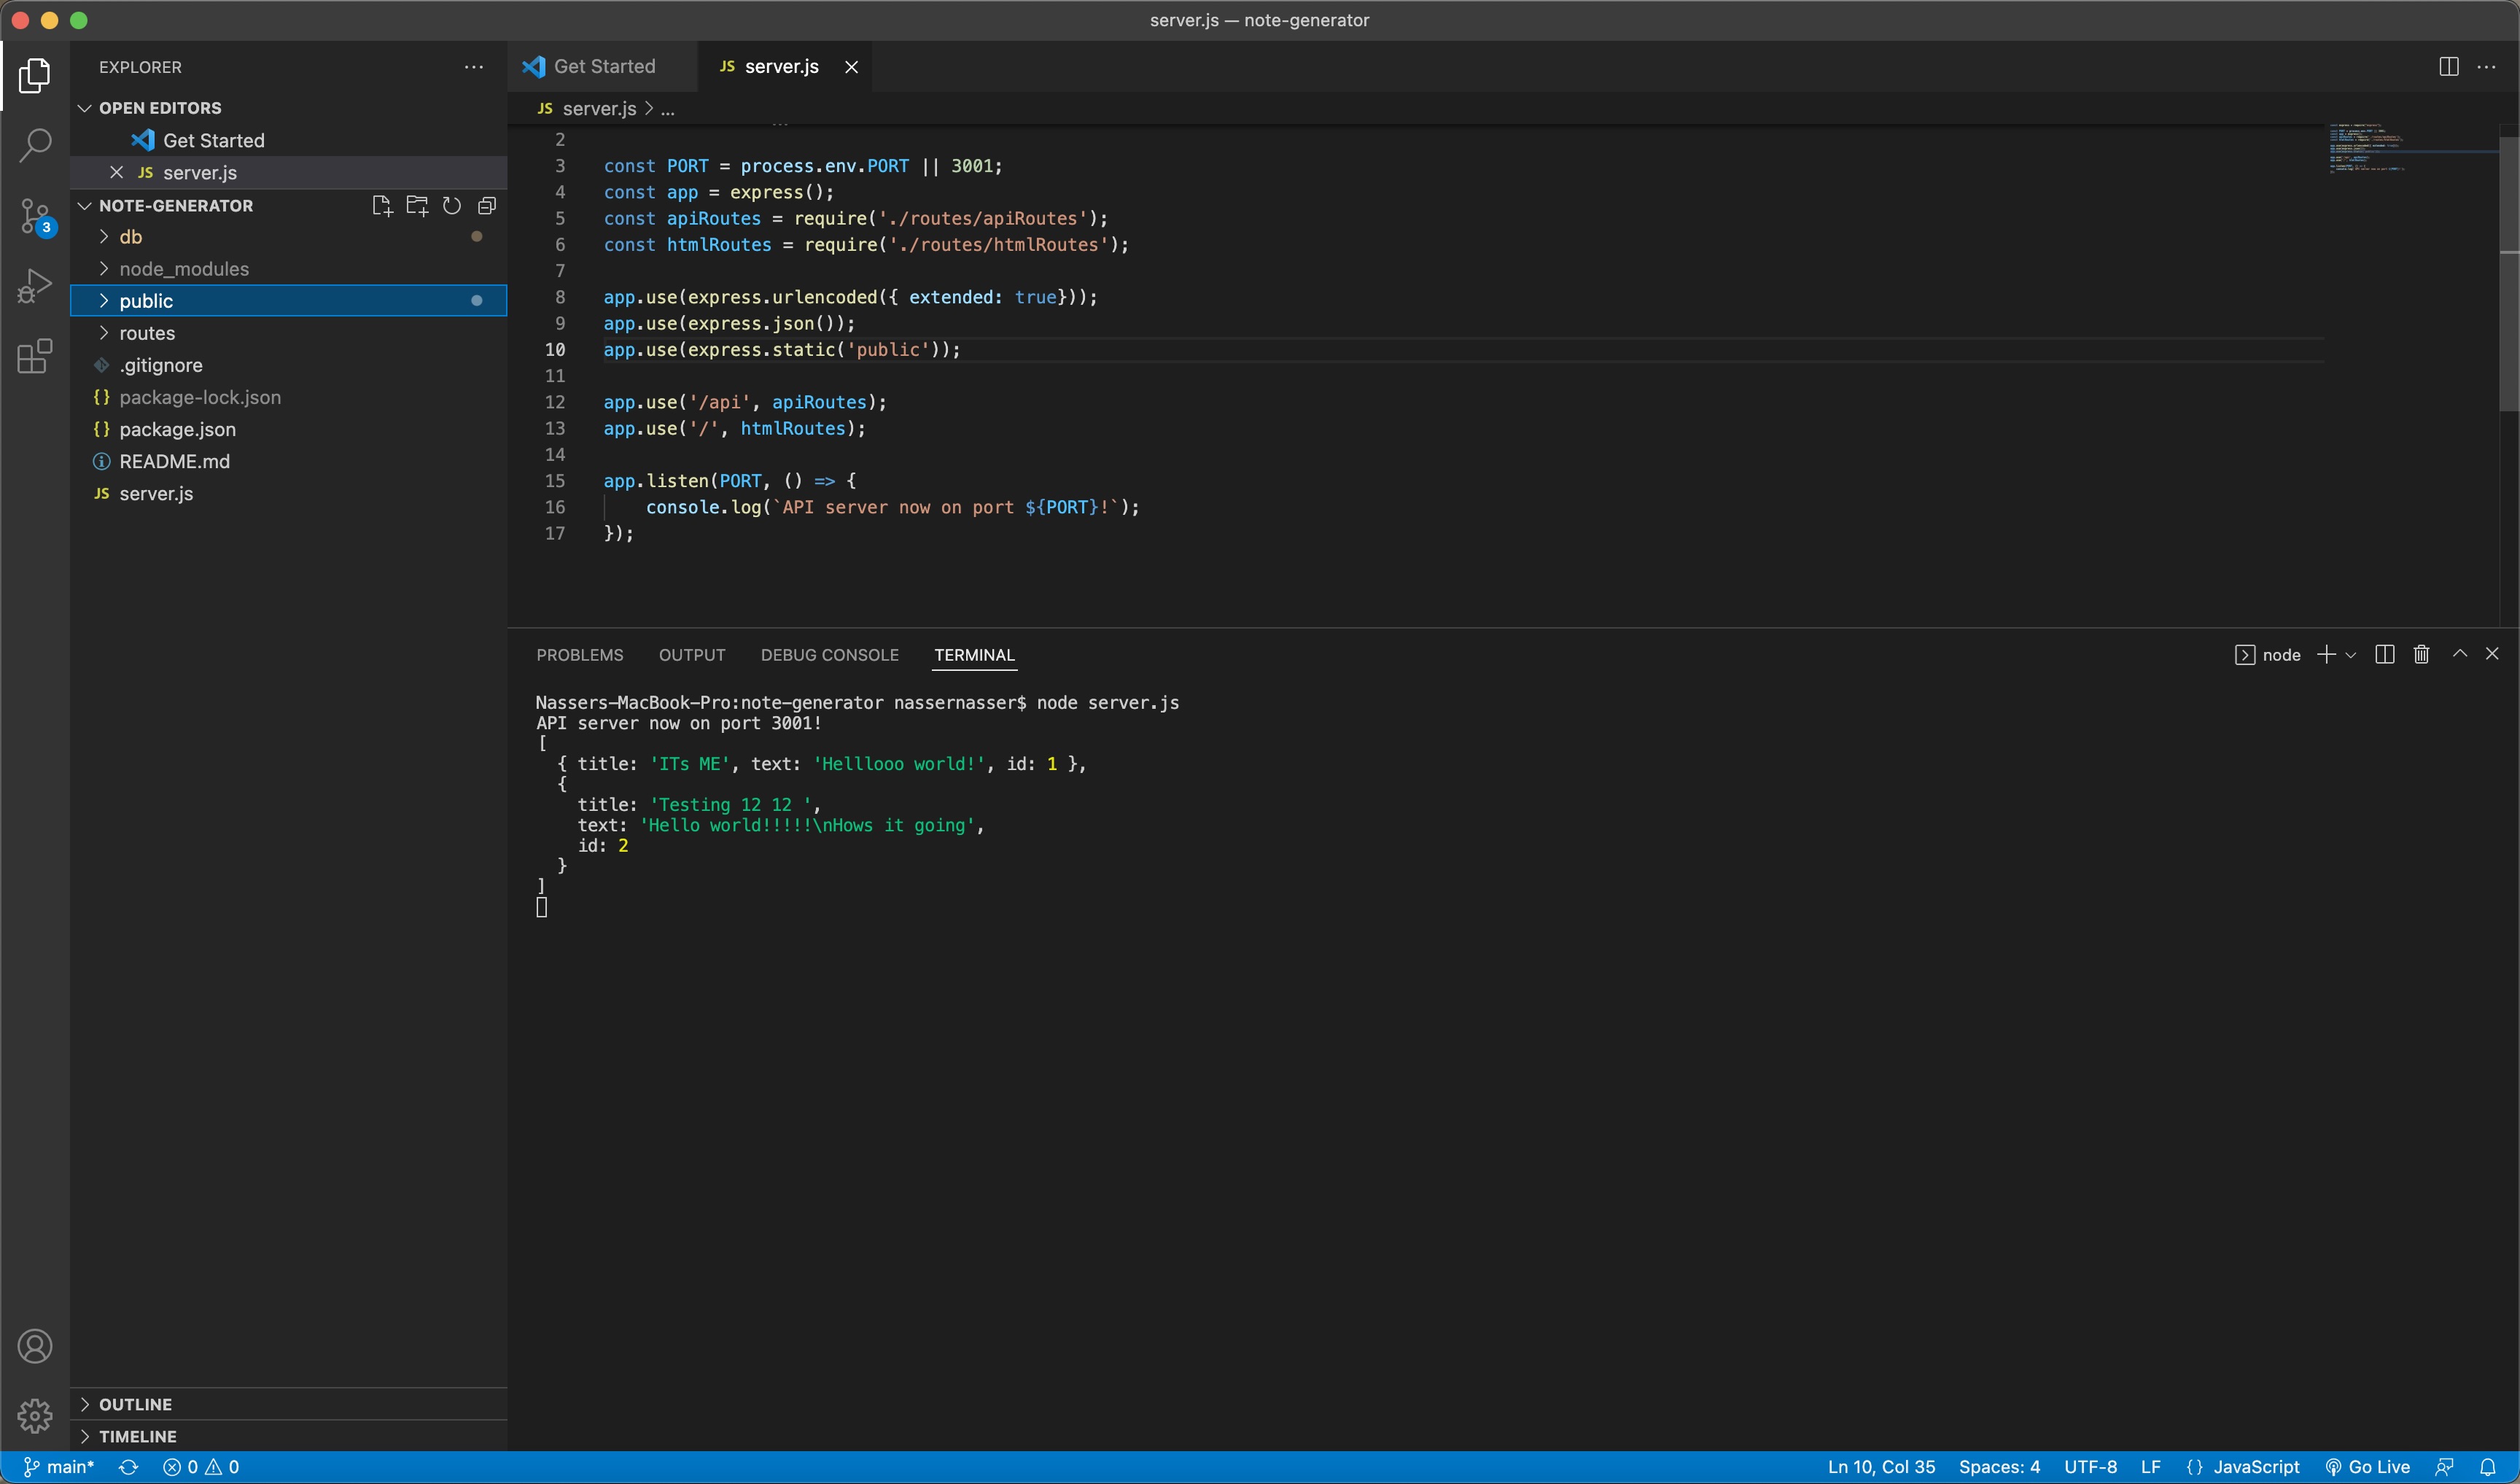 server.js — note-generator
EXPLORER
OPEN EDITORS
Get Started
JS server.js
NOTE-GENERATOR
db
node_modules
public
routes
.gitignore
{} package-lock.json
{} package.json
README.md
JS server.js
OUTLINE
TIMELINE
3
Get Started
JS server.js
JS server.js > ...
2
3 const PORT = process.env.PORT || 3001;
4 const app = express();
5 const apiRoutes = require('./routes/apiRoutes');
6 const htmlRoutes = require('./routes/htmlRoutes');
7
8 app.use(express.urlencoded({ extended: true}));
9 app.use(express.json());
10 app.use(express.static('public'));
11
12 app.use('/api', apiRoutes);
13 app.use('/', htmlRoutes);
14
15 app.listen(PORT, () => {
16 console.log(`API server now on port ${PORT}!`);
17 });
PROBLEMS OUTPUT DEBUG CONSOLE TERMINAL
node
Nassers-MacBook-Pro:note-generator nassernasser$ node server.js
API server now on port 3001!
[
{ title: 'ITs ME', text: 'Helllooo world!', id: 1 },
{
title: 'Testing 12 12 ',
text: 'Hello world!!!!!\nHows it going',
id: 2
}
]
main* 0 0
Ln 10, Col 35 Spaces: 4 UTF-8 LF {} JavaScript Go Live